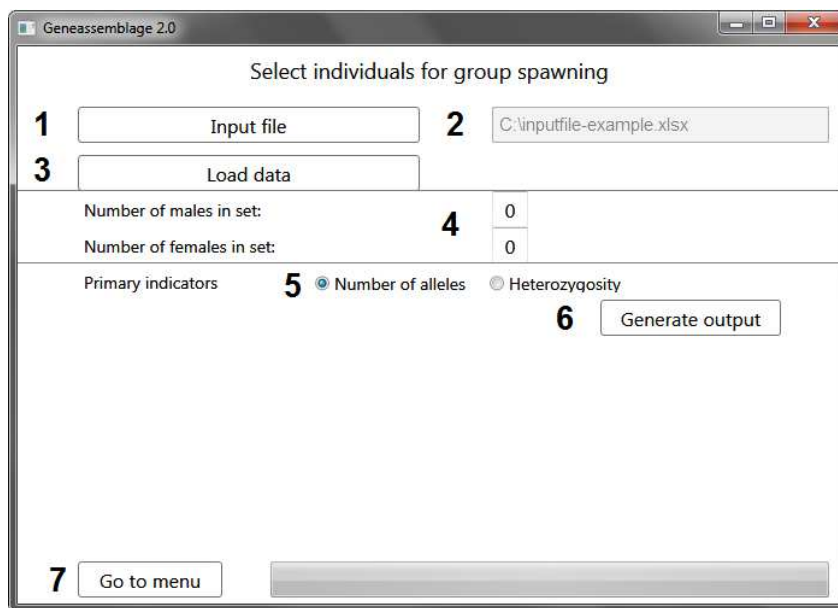 Geneassemblage 2.0
Select individuals for group spawning
1 Input file 2 C:\inputfile-example.xlsx
3 Load data
Number of males in set: 4 0
Number of females in set: 0
Primary indicators 5 Number of alleles Heterozygosity
6 Generate output
7 Go to menu